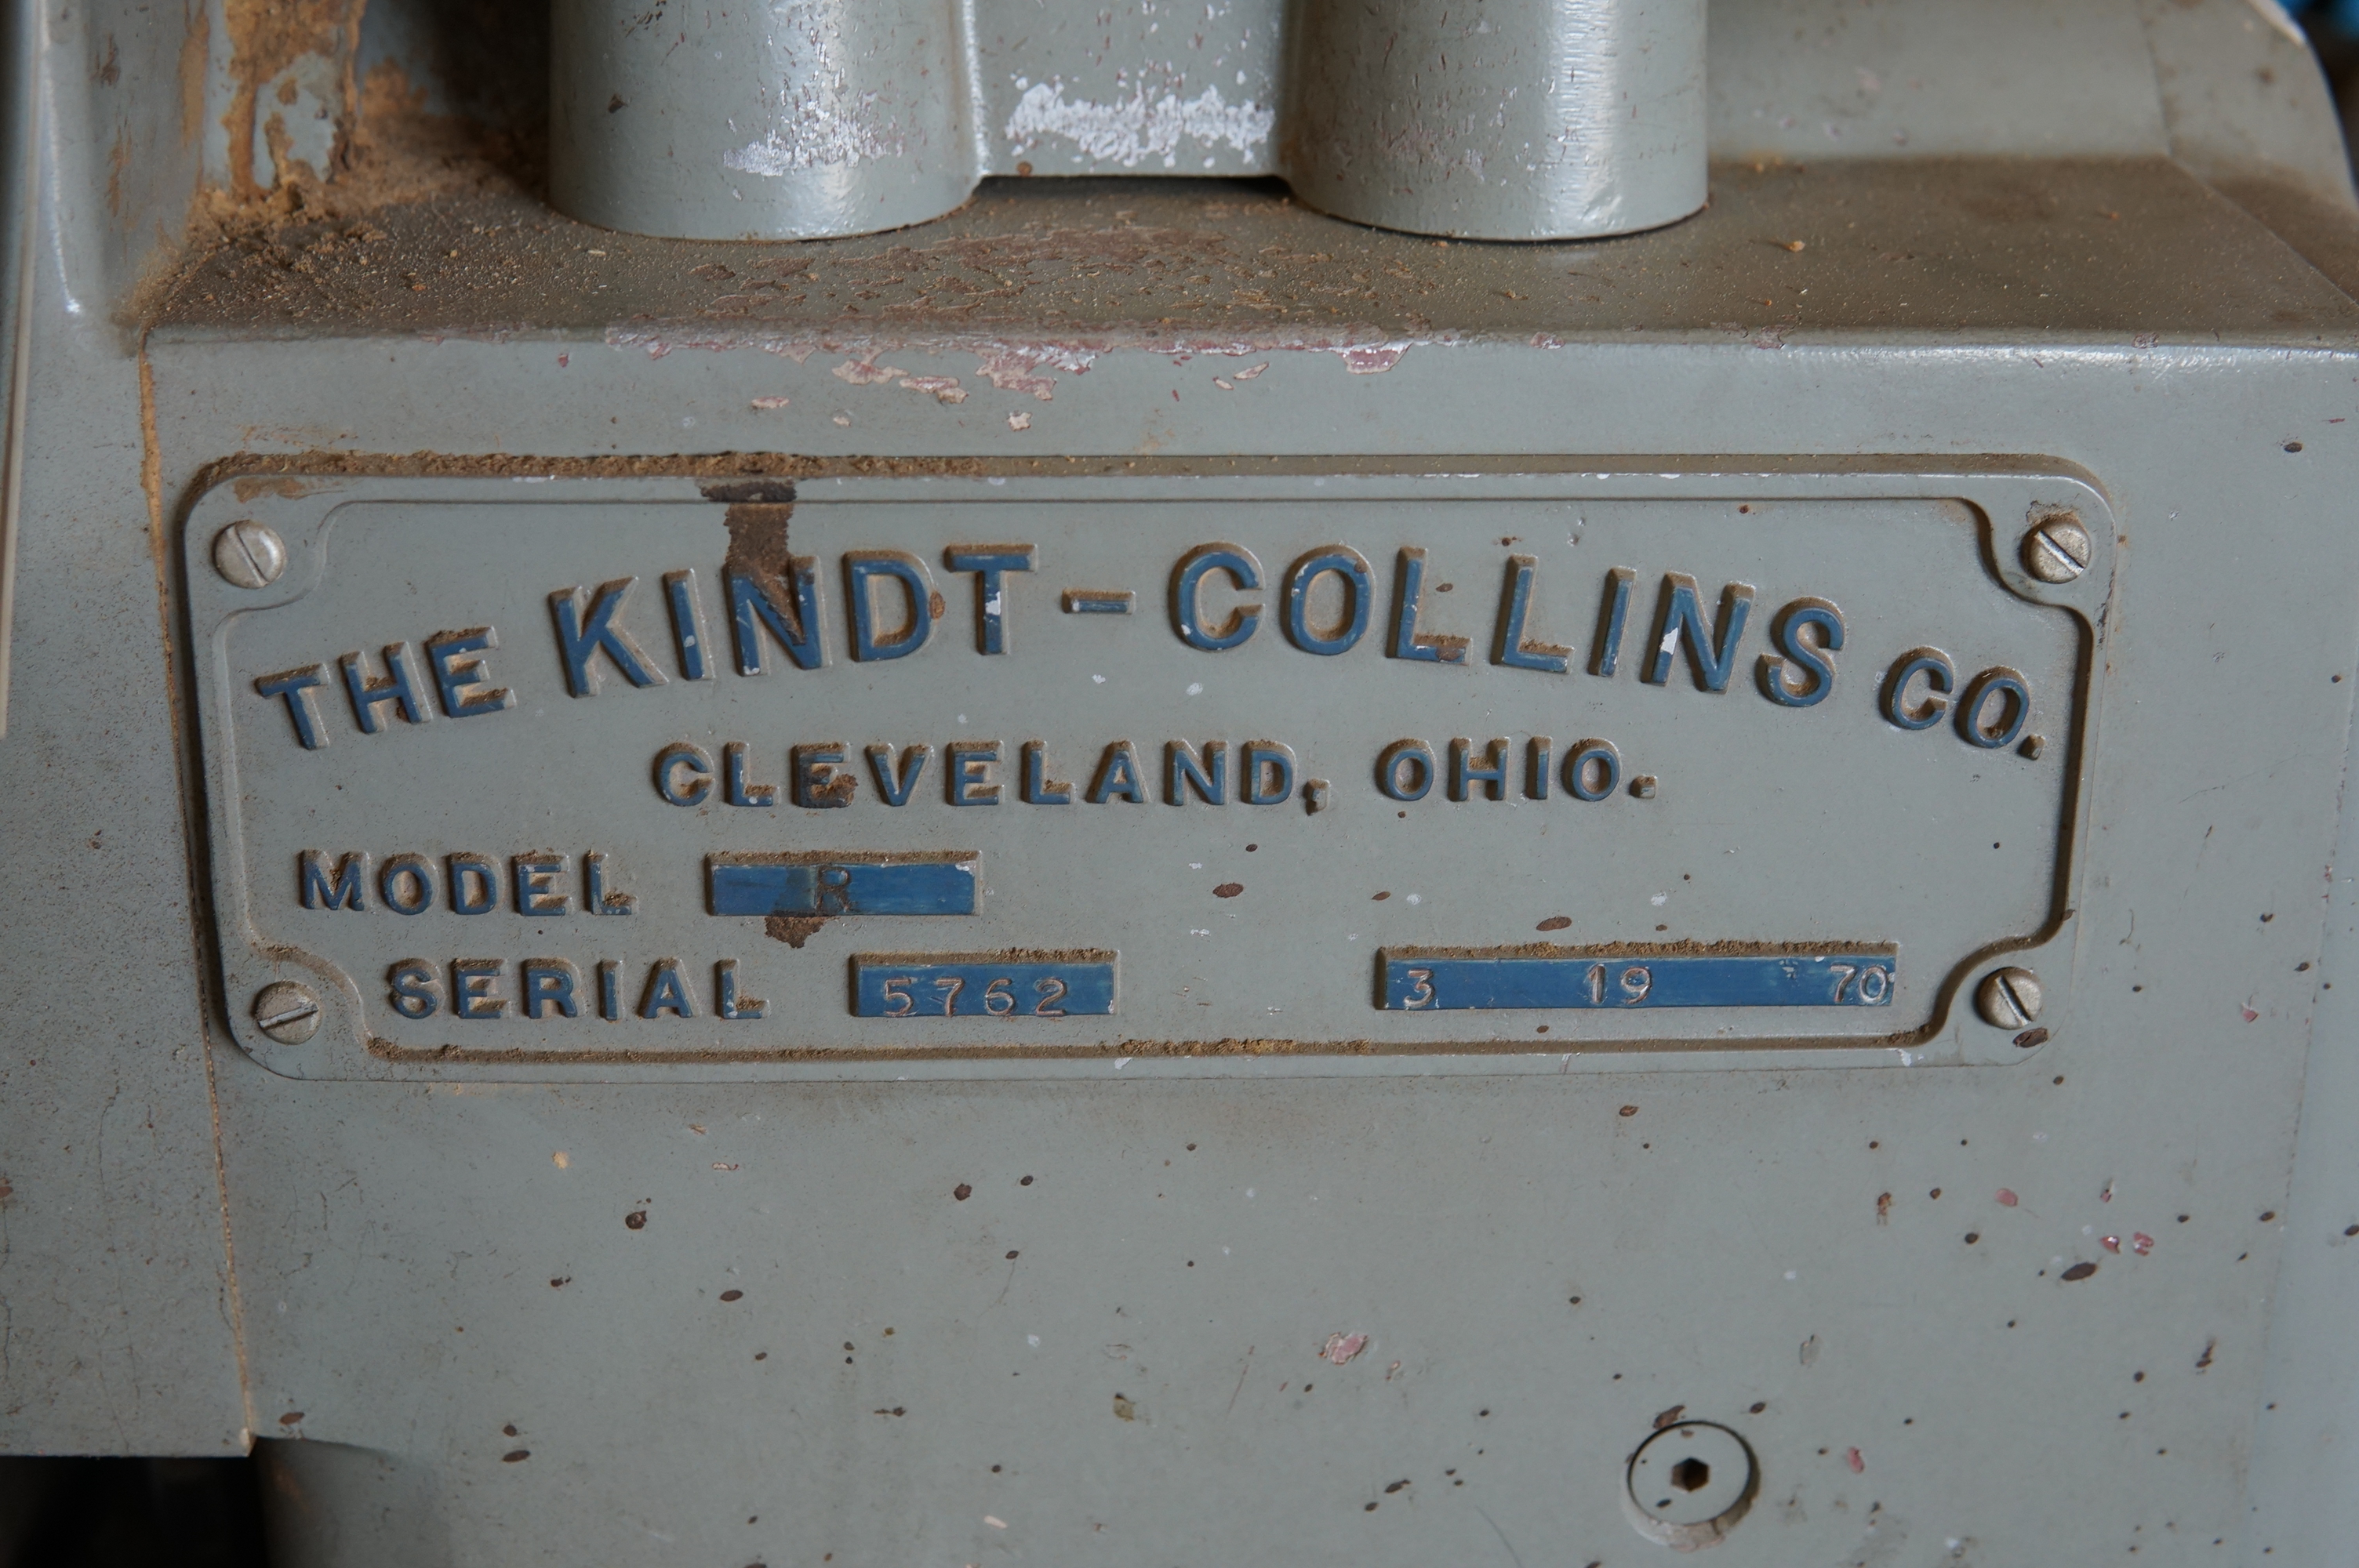 THE KINDT-COLLINS CO.
CLEVELAND, OHIO.
MODEL R
SERIAL 5762 3 19 70